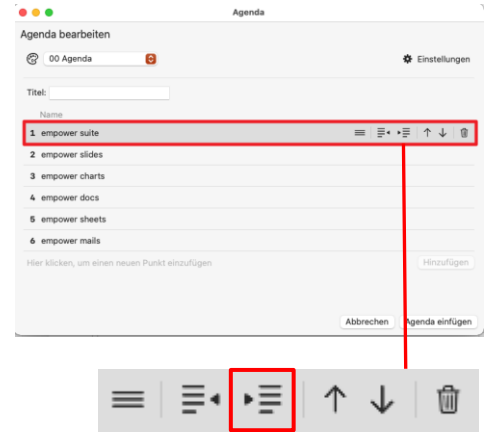 Agenda
Agenda bearbeiten
00 Agenda
Einstellungen
Titel:
Name
1 empower suite
2 empower slides
3 empower charts
4 empower docs
5 empower sheets
6 empower mails
Hier klicken, um einen neuen Punkt einzufügen
Hinzufügen
Abbrechen
Agenda einfügen